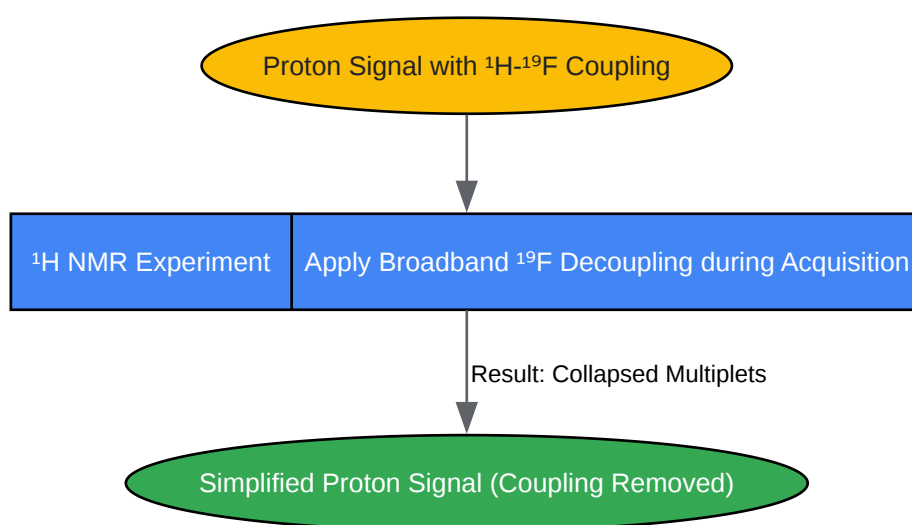 Proton Signal with ¹H-¹⁹F Coupling
¹H NMR Experiment
Apply Broadband ¹⁹F Decoupling during Acquisition
Result: Collapsed Multiplets
Simplified Proton Signal (Coupling Removed)